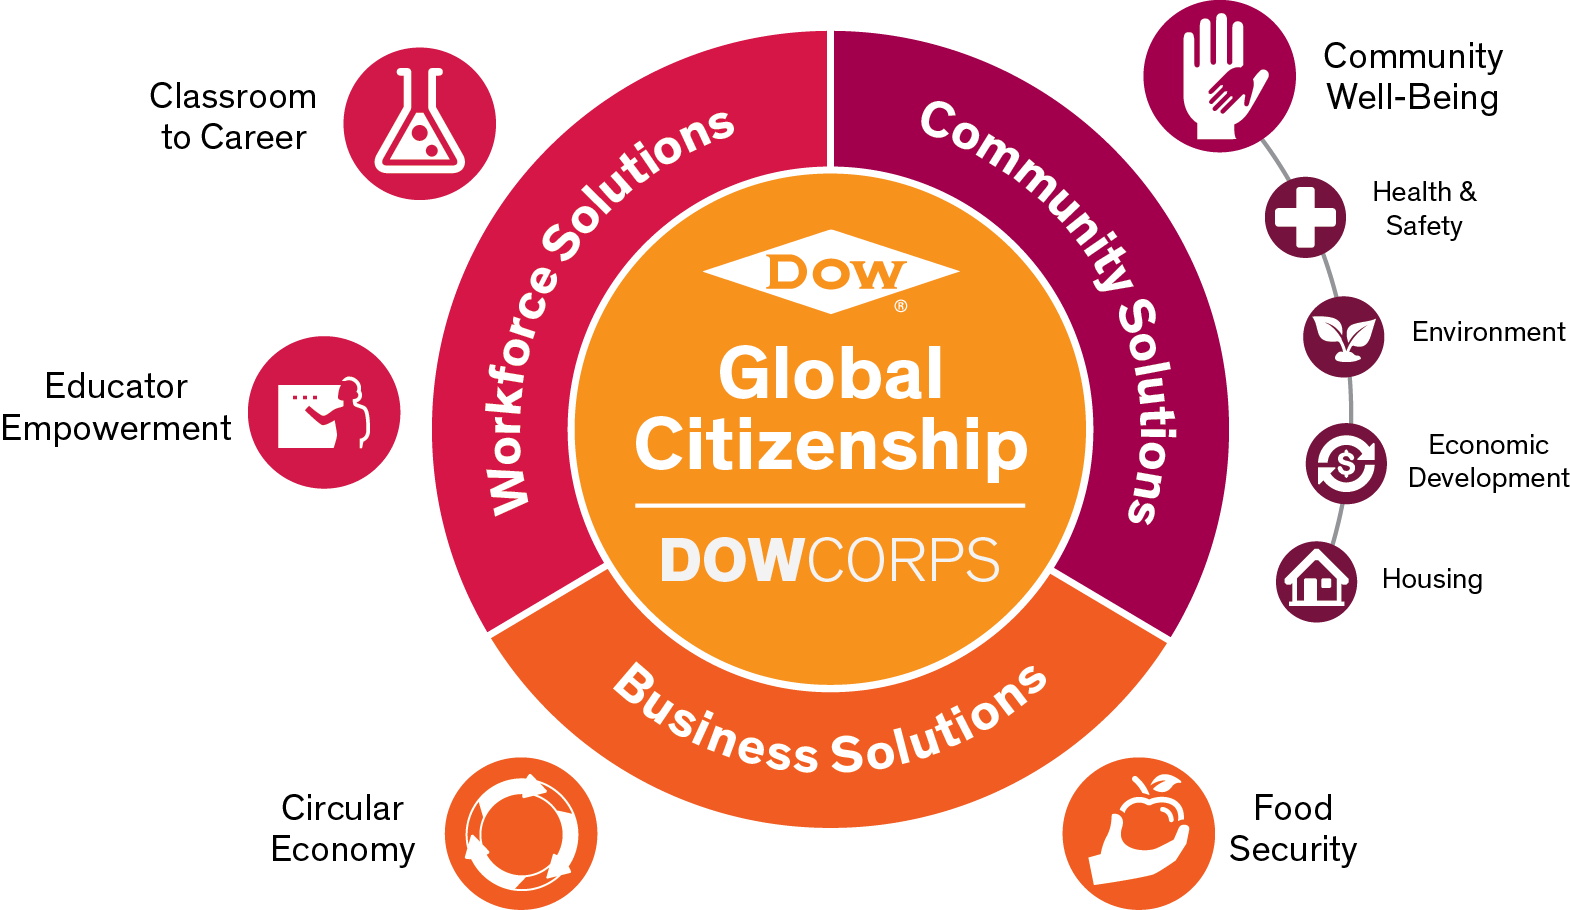 Classroom
to Career
Educator
Empowerment
Workforce Solutions
Community Solutions
Business Solutions
DOW
®
Global
Citizenship
DOWCORPS
Community
Well-Being
Health &
Safety
Environment
$
Economic
Development
Housing
Circular
Economy
Food
Security